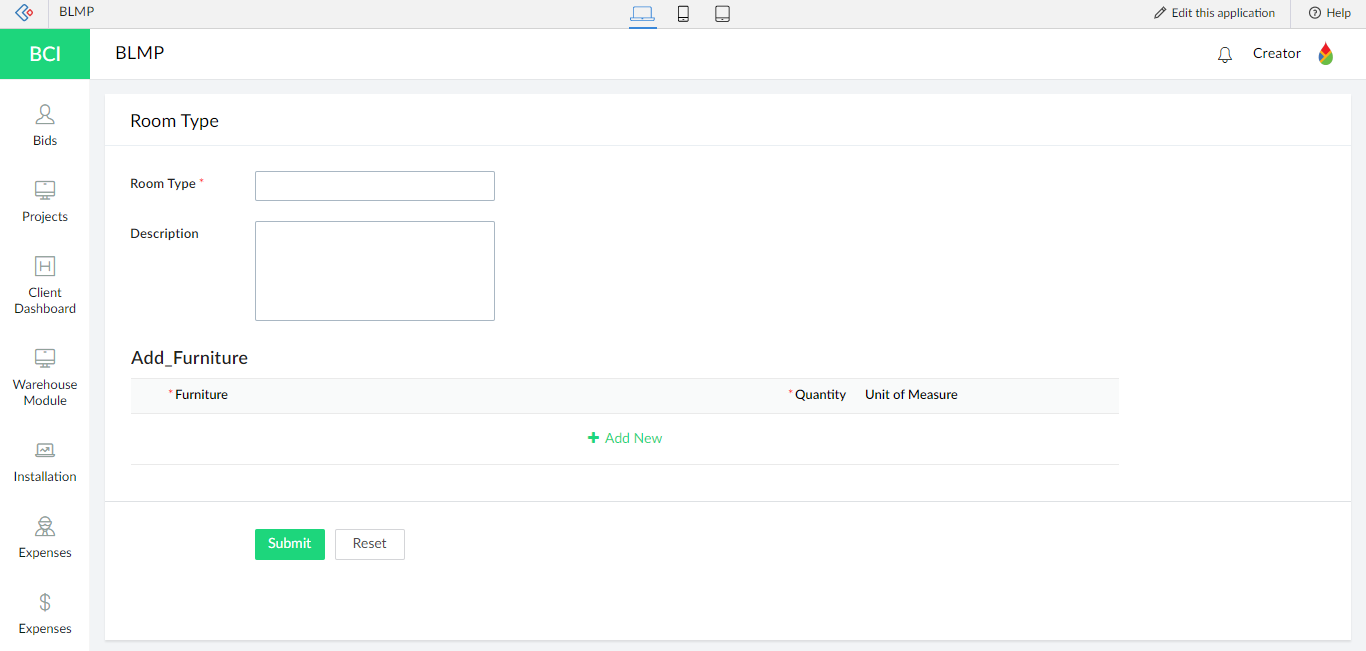 BLMP
Edit this application
Help
BCI
BLMP
Creator
Bids
Projects
Client
Dashboard
Warehouse
Module
Installation
Expenses
Expenses
Room Type
Room Type *
Description
Add_Furniture
* Furniture * Quantity Unit of Measure
+ Add New
Submit
Reset